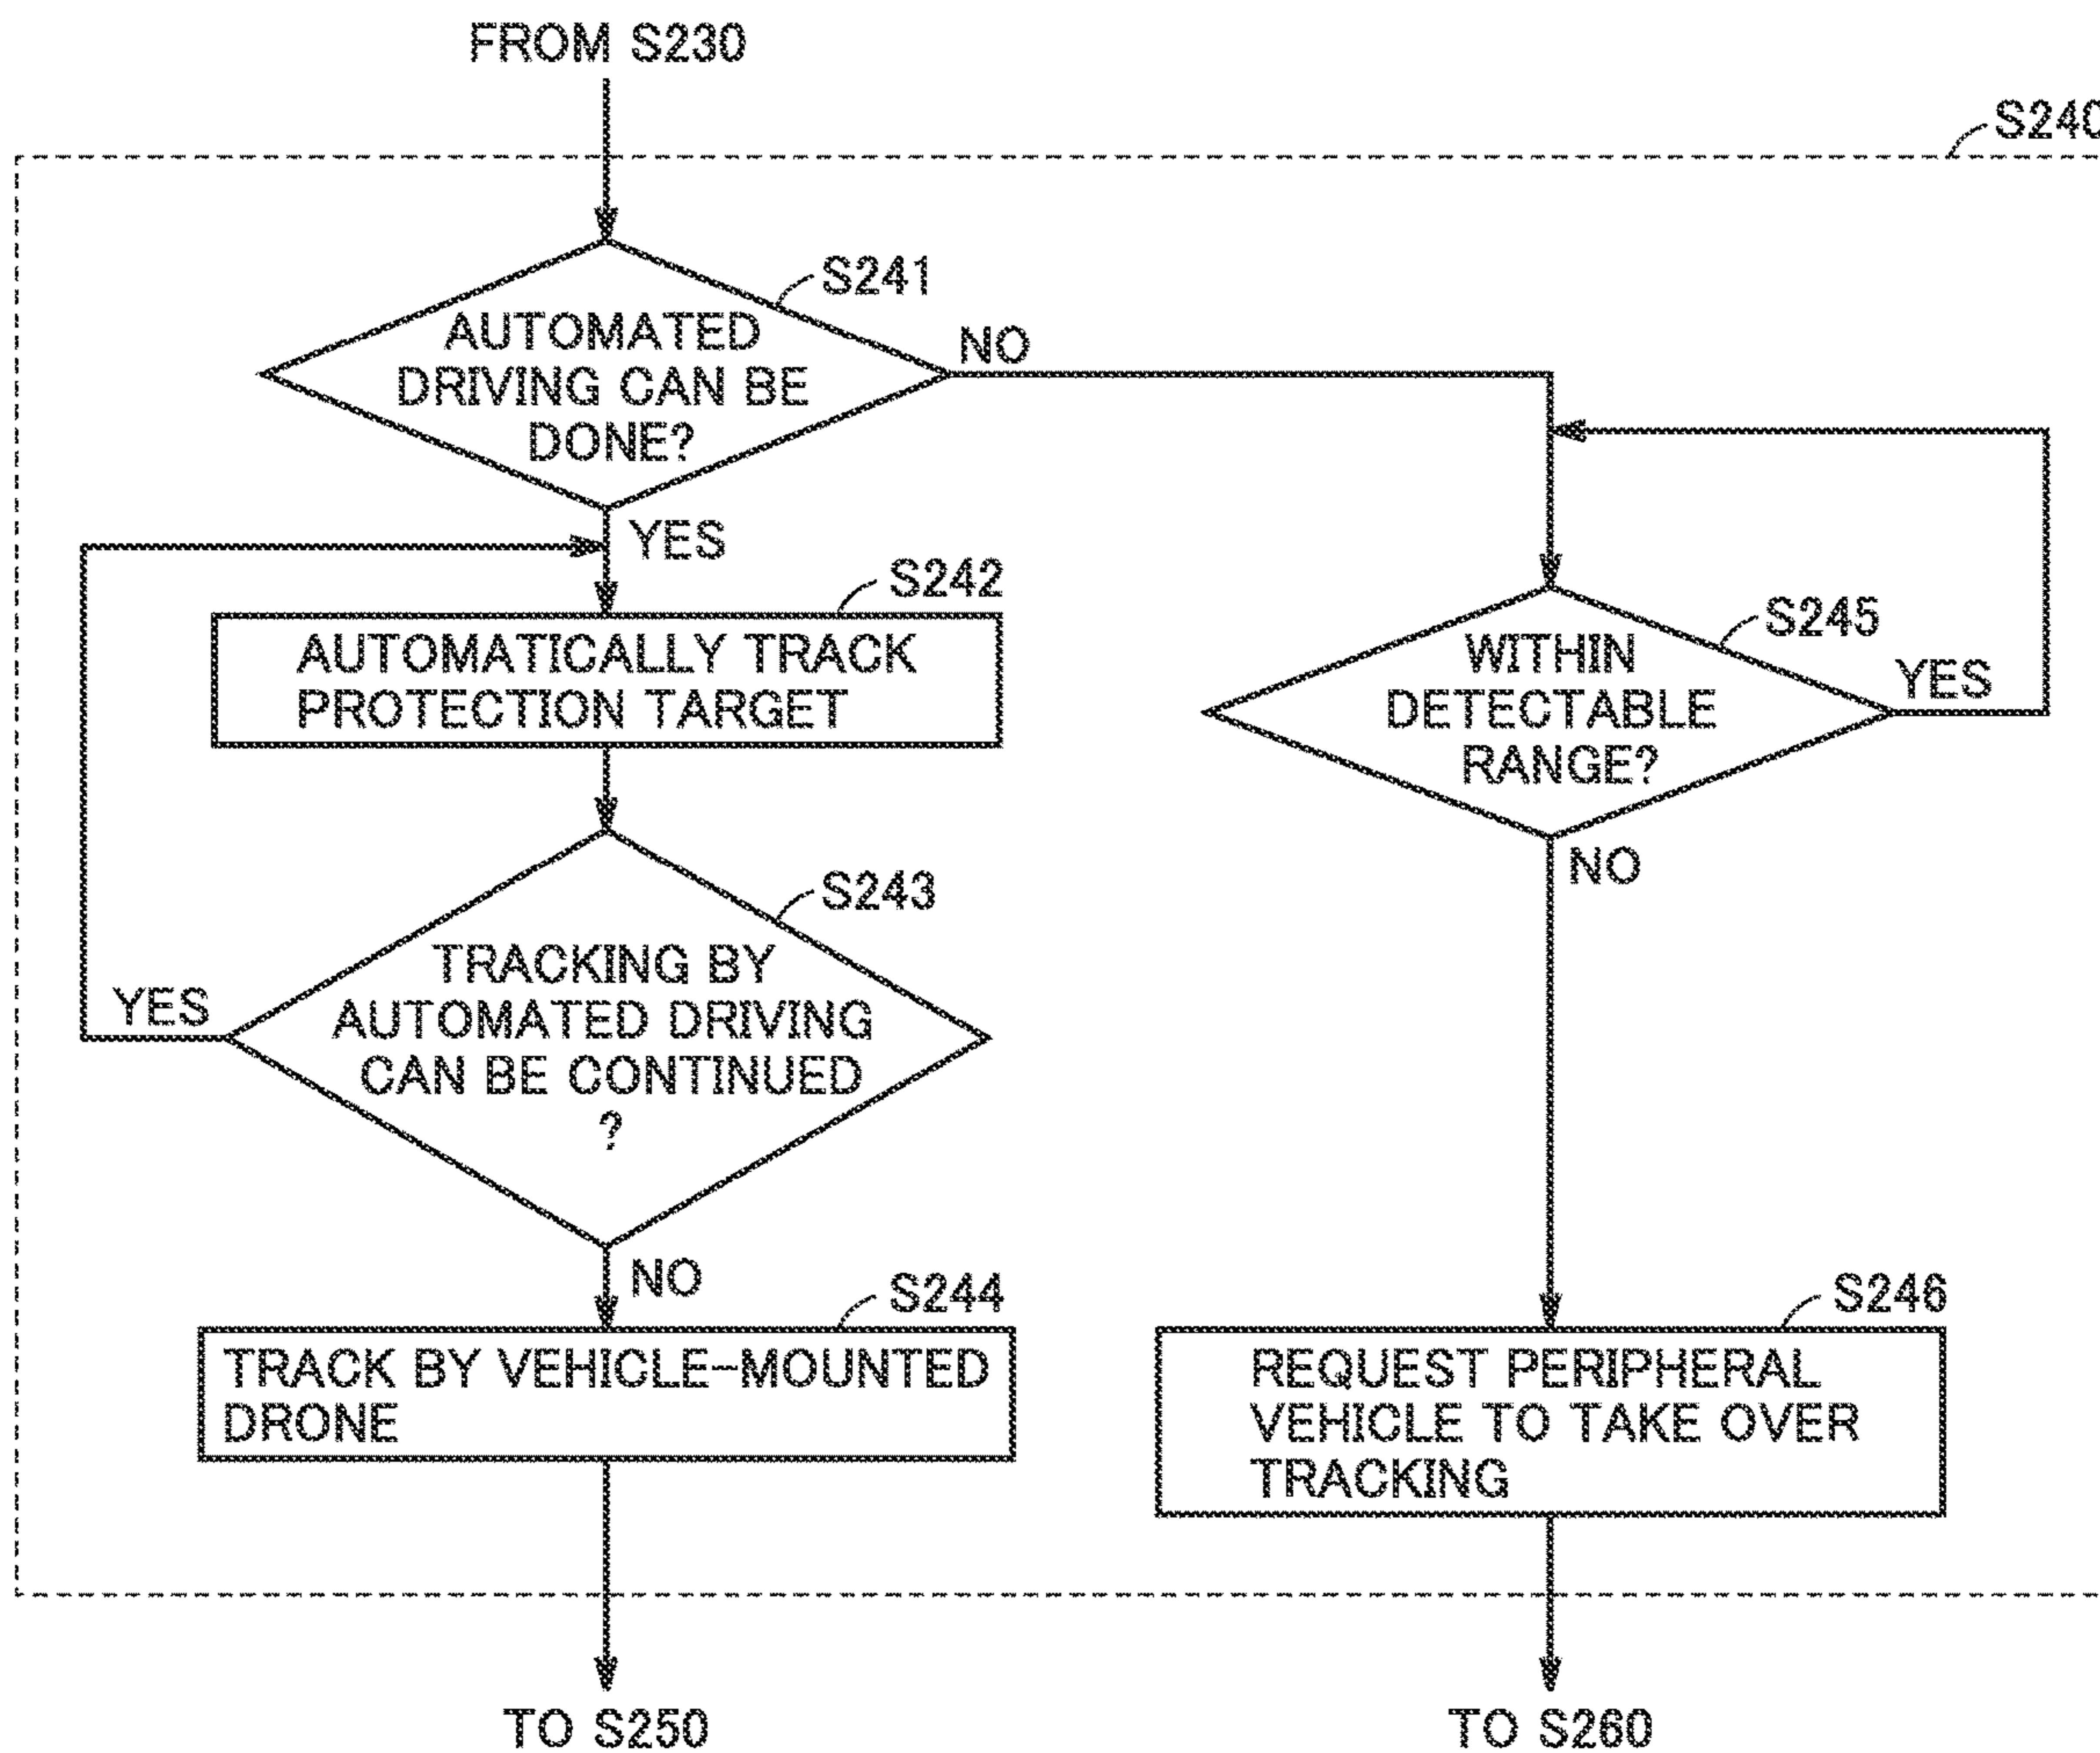 FROM S230
S240
S241
AUTOMATED
DRIVING CAN BE
DONE?
NO
YES
S242
AUTOMATICALLY TRACK
PROTECTION TARGET
S245
WITHIN
DETECTABLE
RANGE?
YES
NO
S243
TRACKING BY
AUTOMATED DRIVING
CAN BE CONTINUED
?
YES
NO
S244
TRACK BY VEHICLE-MOUNTED
DRONE
S246
REQUEST PERIPHERAL
VEHICLE TO TAKE OVER
TRACKING
TO S250
TO S260